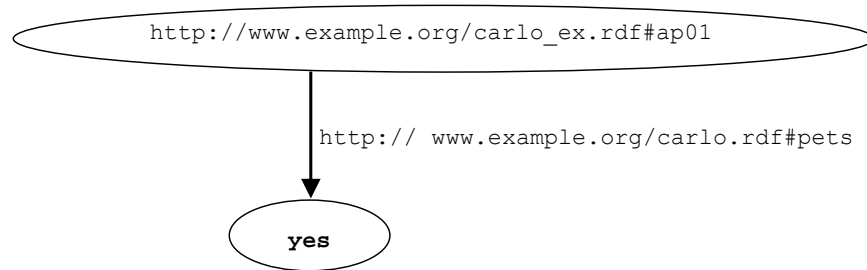 http://www.example.org/carlo_ex.rdf#ap01
http:// www.example.org/carlo.rdf#pets
yes